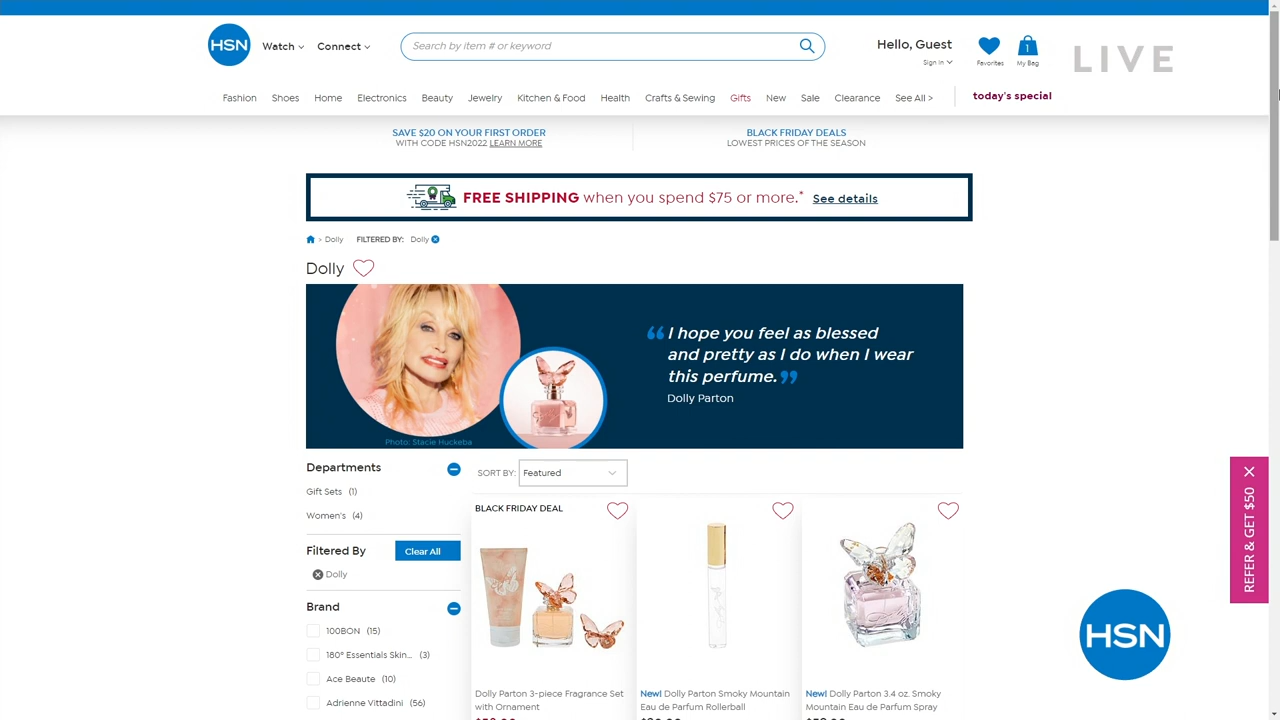 HSN
Watch
Connect
Search by item # or keyword
Hello, Guest
Sign In
Favorites
1
My Bag
LIVE
Fashion
Shoes
Home
Electronics
Beauty
Jewelry
Kitchen & Food
Health
Crafts & Sewing
Gifts
New
Sale
Clearance
See All >
today's special
SAVE $20 ON YOUR FIRST ORDER
WITH CODE HSN2022 LEARN MORE
BLACK FRIDAY DEALS
LOWEST PRICES OF THE SEASON
FREE SHIPPING when you spend $75 or more.* See details
> Dolly FILTERED BY: Dolly
Dolly
“ I hope you feel as blessed
and pretty as I do when I wear
this perfume. ”
Dolly Parton
Photo: Stacie Huckeba
Departments
Gift Sets (1)
Women's (4)
Filtered By
Clear All
Dolly
Brand
100BON (15)
180° Essentials Skin... (3)
Ace Beaute (10)
Adrienne Vittadini (56)
SORT BY: Featured
BLACK FRIDAY DEAL
Dolly Parton 3-piece Fragrance Set
with Ornament
New! Dolly Parton Smoky Mountain
Eau de Parfum Rollerball
New! Dolly Parton 3.4 oz. Smoky
Mountain Eau de Parfum Spray
REFER & GET $50
HSN